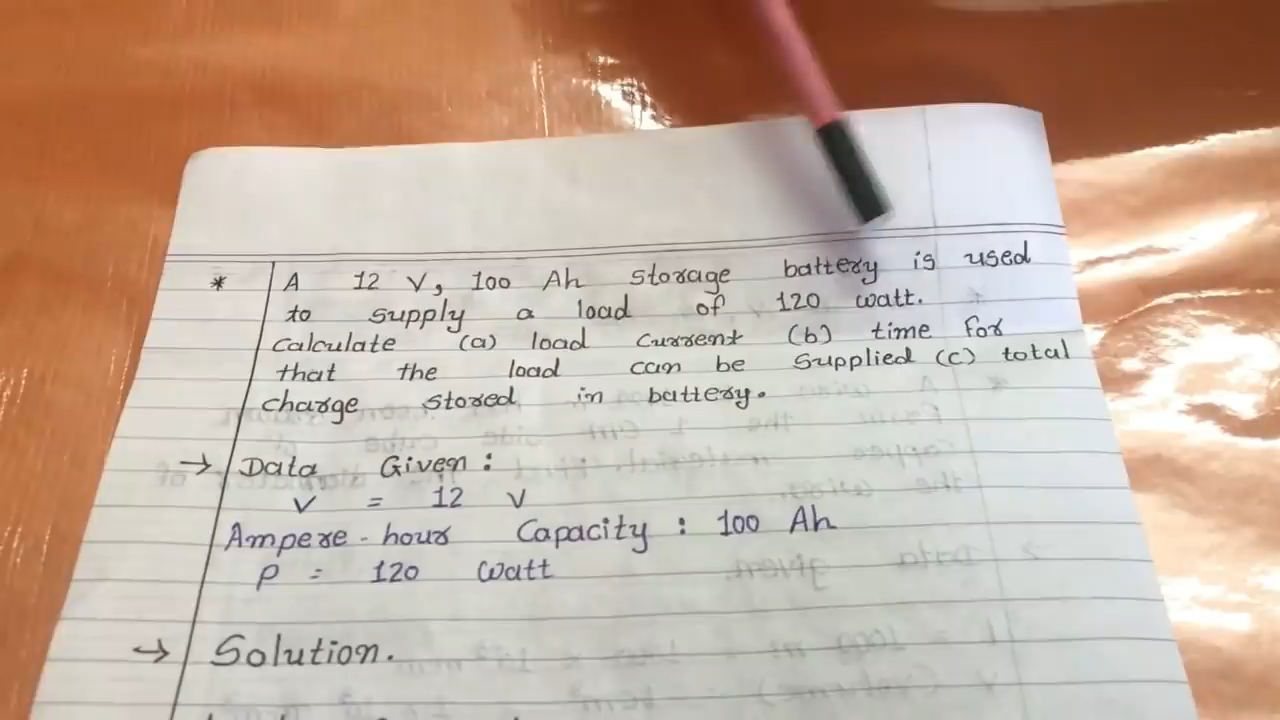 * A 12 V, 100 Ah storage battery is used
to supply a load of 120 watt.
Calculate (a) load current (b) time for
that the load can be supplied (c) total
charge stored in battery.
→ Data Given :
V = 12 V
Ampere-hour Capacity : 100 Ah
P = 120 Watt
→ Solution.